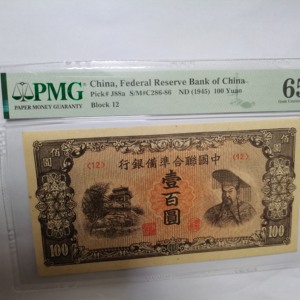 PMG
PAPER MONEY GUARANTY
China, Federal Reserve Bank of China
Pick# J88a S/M#C286-86 ND (1945) 100 Yuan
Block 12
65
中國聯合準備銀行
(12)
(12)
壹百圓
100
100